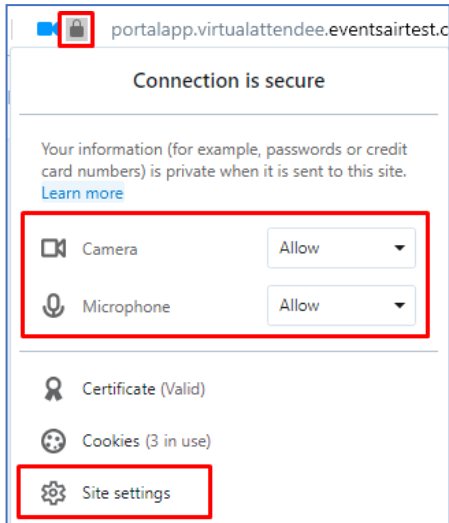 portalapp.virtualattendee.eventsairtest.c
Connection is secure
Your information (for example, passwords or credit
card numbers) is private when it is sent to this site.
Learn more
Camera Allow
Microphone Allow
Certificate (Valid)
Cookies (3 in use)
Site settings